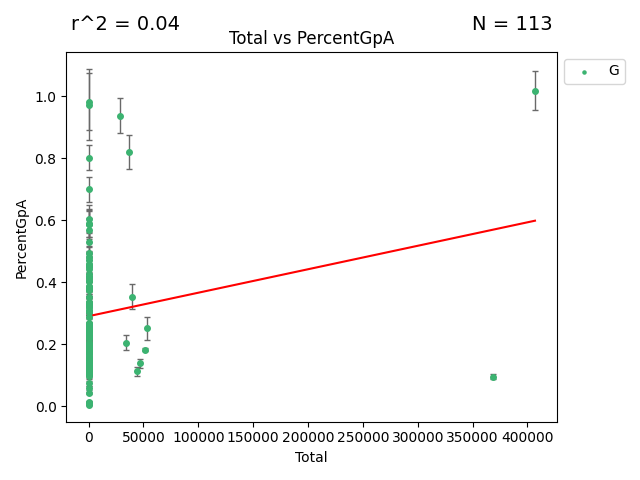 r^2 = 0.04
N = 113
Total vs PercentGpA
G
PercentGpA
1.0
0.8
0.6
0.4
0.2
0.0
0 50000 100000 150000 200000 250000 300000 350000 400000
Total